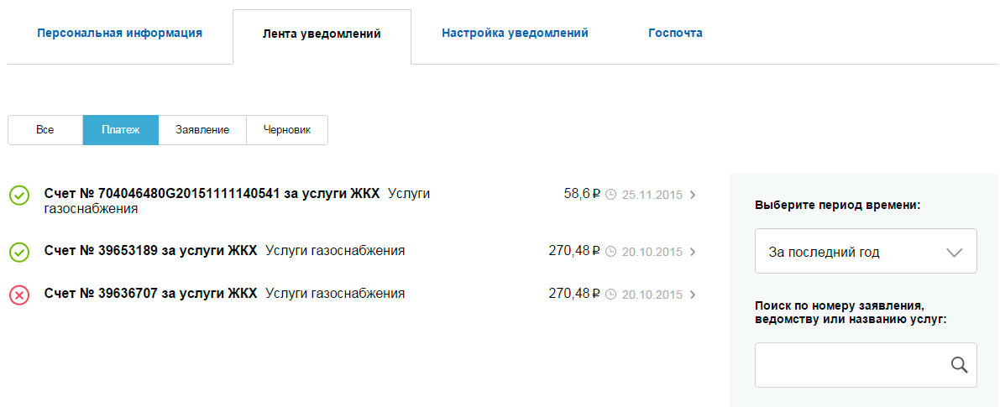 Персональная информация Лента уведомлений Настройка уведомлений Госпочта
Все Платеж Заявление Черновик
Счет № 704046480G20151111140541 за услуги ЖКХ Услуги 58,6 ₽ 25.11.2015
газоснабжения
Счет № 39653189 за услуги ЖКХ Услуги газоснабжения 270,48 ₽ 20.10.2015
Счет № 39636707 за услуги ЖКХ Услуги газоснабжения 270,48 ₽ 20.10.2015
Выберите период времени:
За последний год
Поиск по номеру заявления,
ведомству или названию услуг: